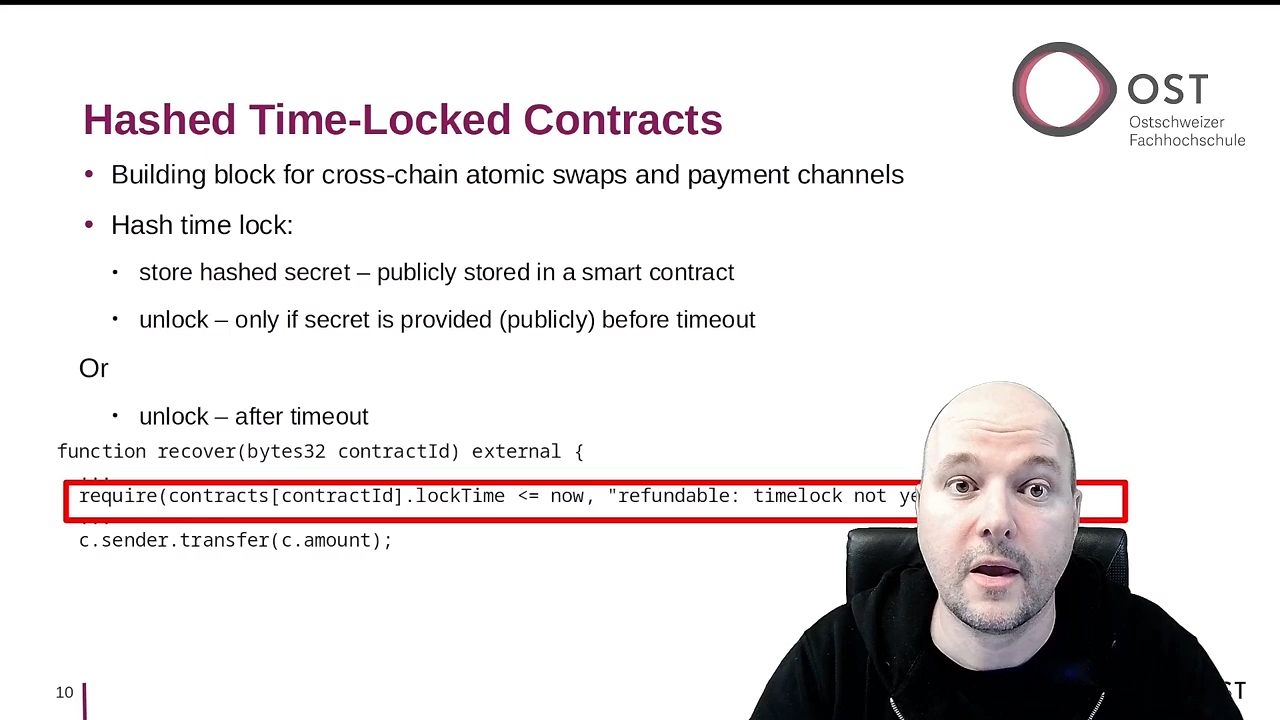 OST
Ostschweizer
Fachhochschule
Hashed Time-Locked Contracts
• Building block for cross-chain atomic swaps and payment channels
• Hash time lock:
• store hashed secret – publicly stored in a smart contract
• unlock – only if secret is provided (publicly) before timeout
Or
• unlock – after timeout
function recover(bytes32 contractId) external {
...
require(contracts[contractId].lockTime <= now, "refundable: timelock not
...
c.sender.transfer(c.amount);
10